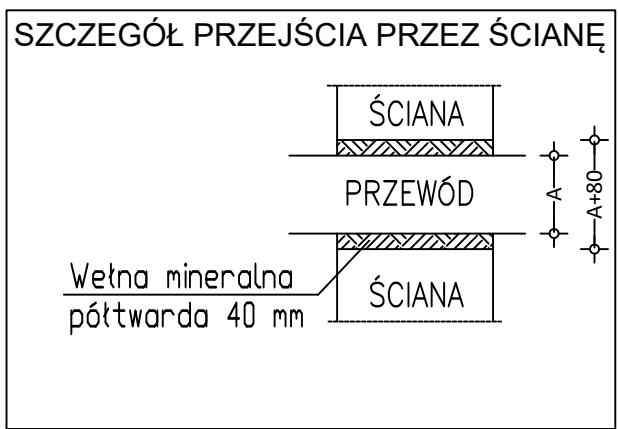 SZCZEGÓŁ PRZEJŚCIA PRZEZ ŚCIANĘ
ŚCIANA
PRZEWÓD
A
A+80
Wełna mineralna
półtwarda 40 mm
ŚCIANA